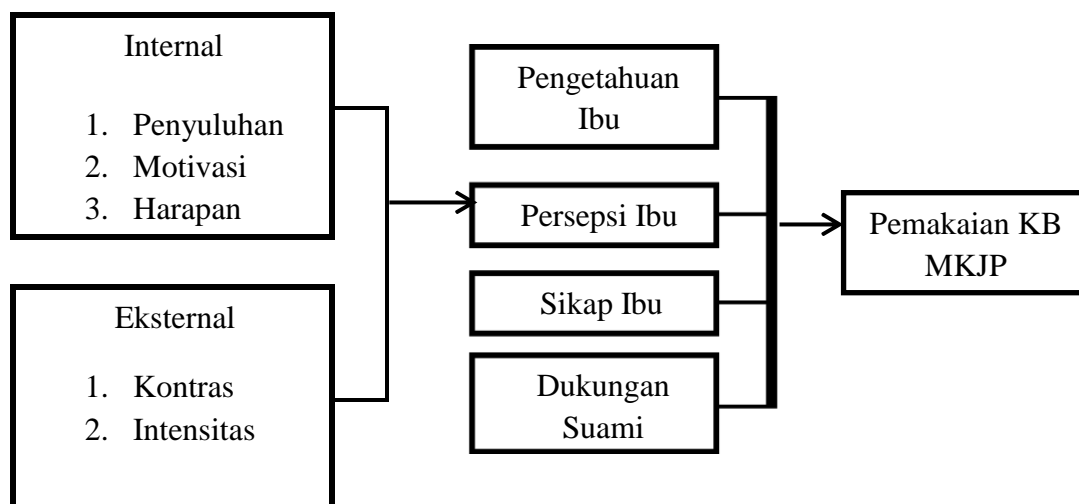 Internal
1. Penyuluhan
2. Motivasi
3. Harapan
Eksternal
1. Kontras
2. Intensitas
Pengetahuan
Ibu
Persepsi Ibu
Sikap Ibu
Dukungan
Suami
Pemakaian KB
MKJP